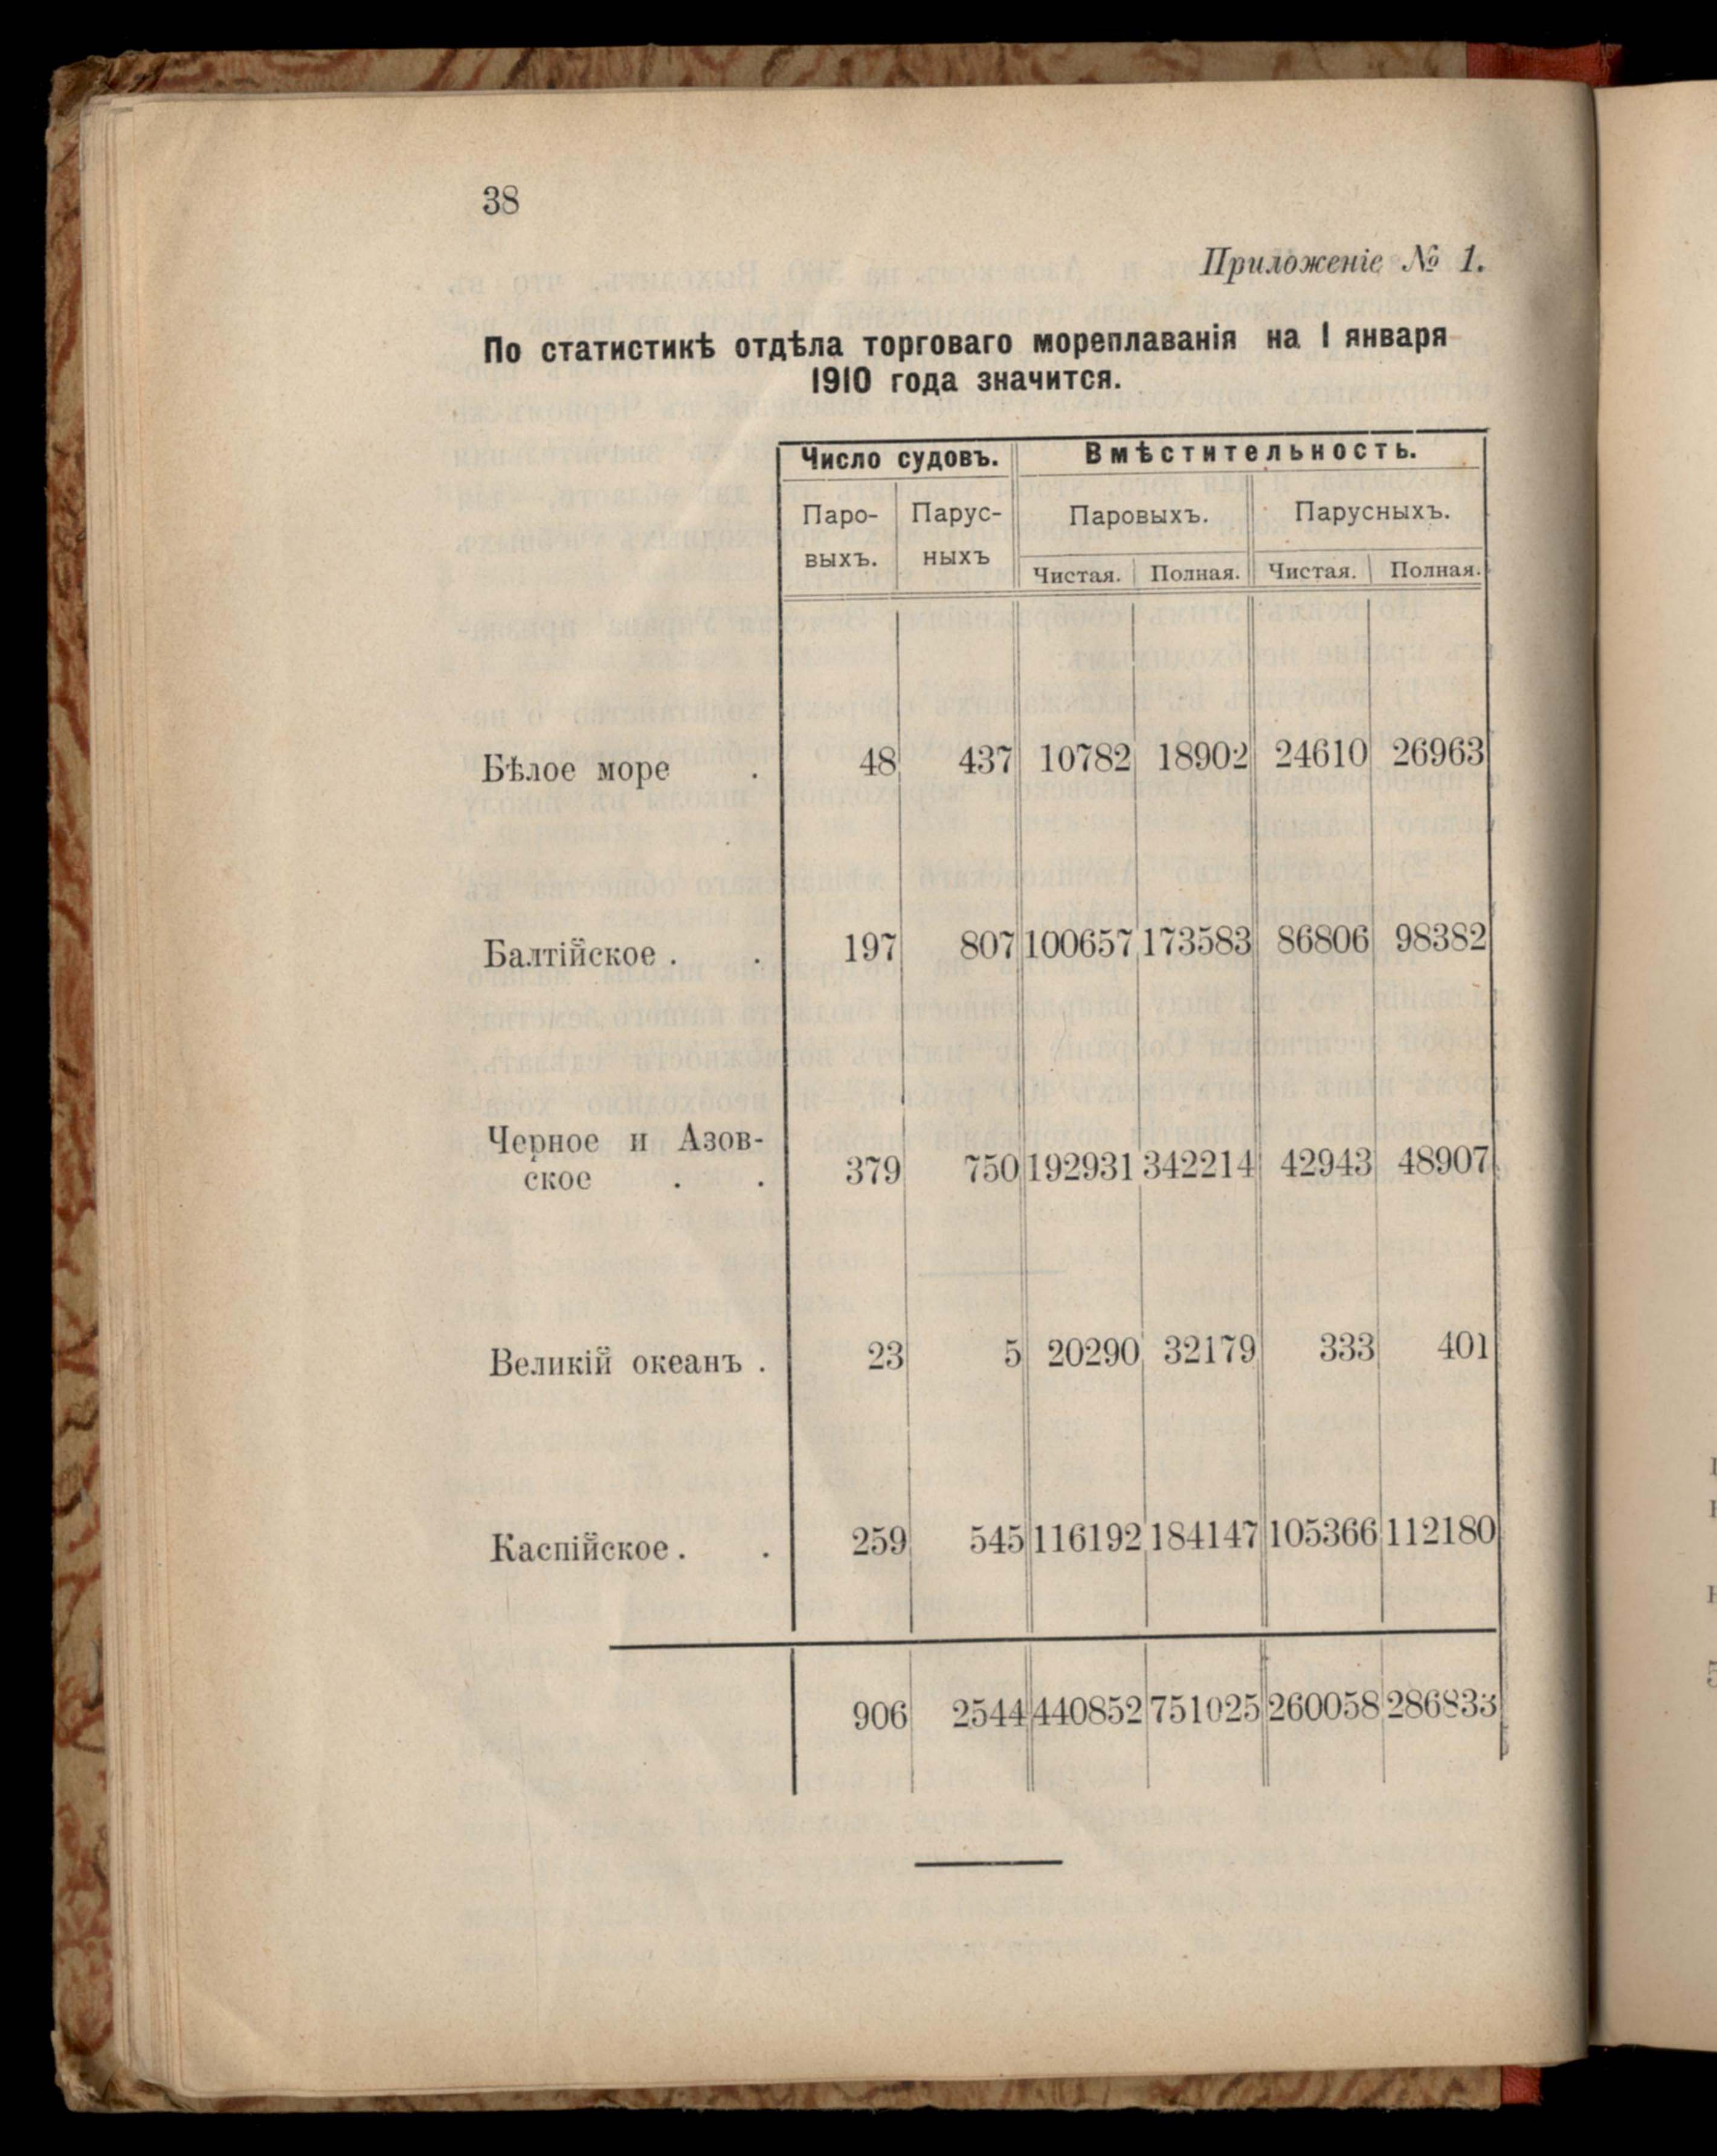 38
Приложеніе № 1.
По статистикѣ отдѣла торговаго мореплаванія на 1 января
1910 года значится.
Число судовъ. Вмѣстительность.
Паро- Парус- Паровыхъ. Парусныхъ.
выхъ. ныхъ
Чистая. Полная. Чистая. Полная.
Бѣлое море . 48 437 10782 18902 24610 26963
Балтійское . . 197 807 100657 173583 86806 98382
Черное и Азов-
ское . . 379 750 192931 342214 42943 48907
Великій океанъ . 23 5 20290 32179 333 401
Каспійское . . 259 545 116192 184147 105366 112180
906 2544 440852 751025 260058 286833